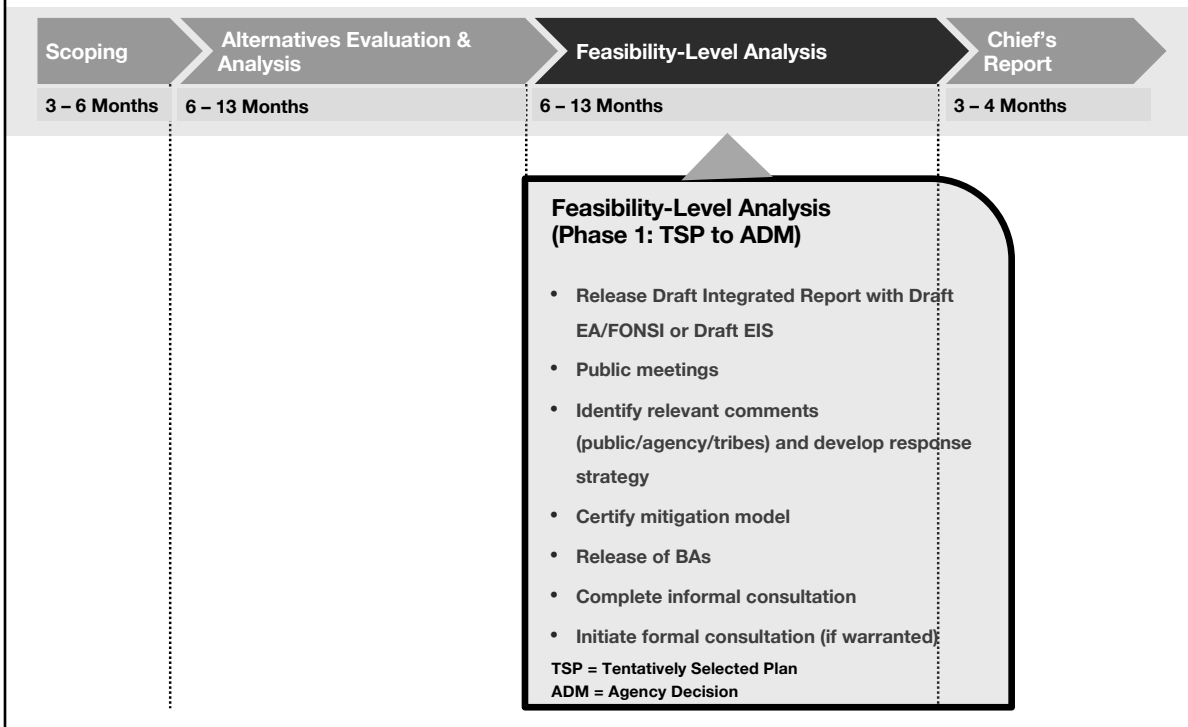 Scoping
Alternatives Evaluation &
Analysis
Feasibility-Level Analysis
Chief's
Report
3 – 6 Months
6 – 13 Months
6 – 13 Months
3 – 4 Months
Feasibility-Level Analysis
(Phase 1: TSP to ADM)
• Release Draft Integrated Report with Draft
EA/FONSI or Draft EIS
• Public meetings
• Identify relevant comments
(public/agency/tribes) and develop response
strategy
• Certify mitigation model
• Release of BAs
• Complete informal consultation
• Initiate formal consultation (if warranted)
TSP = Tentatively Selected Plan
ADM = Agency Decision